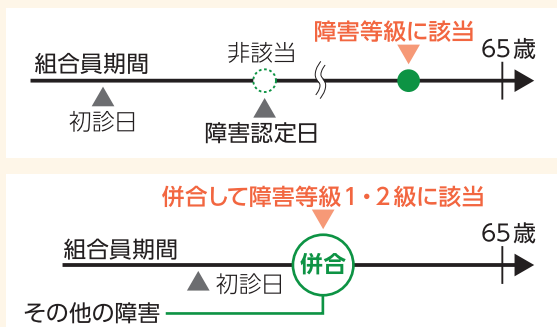 障害等級に該当
非該当
65歳
組合員期間
初診日
障害認定日
併合して障害等級1・2級に該当
65歳
組合員期間
併合
初診日
その他の障害